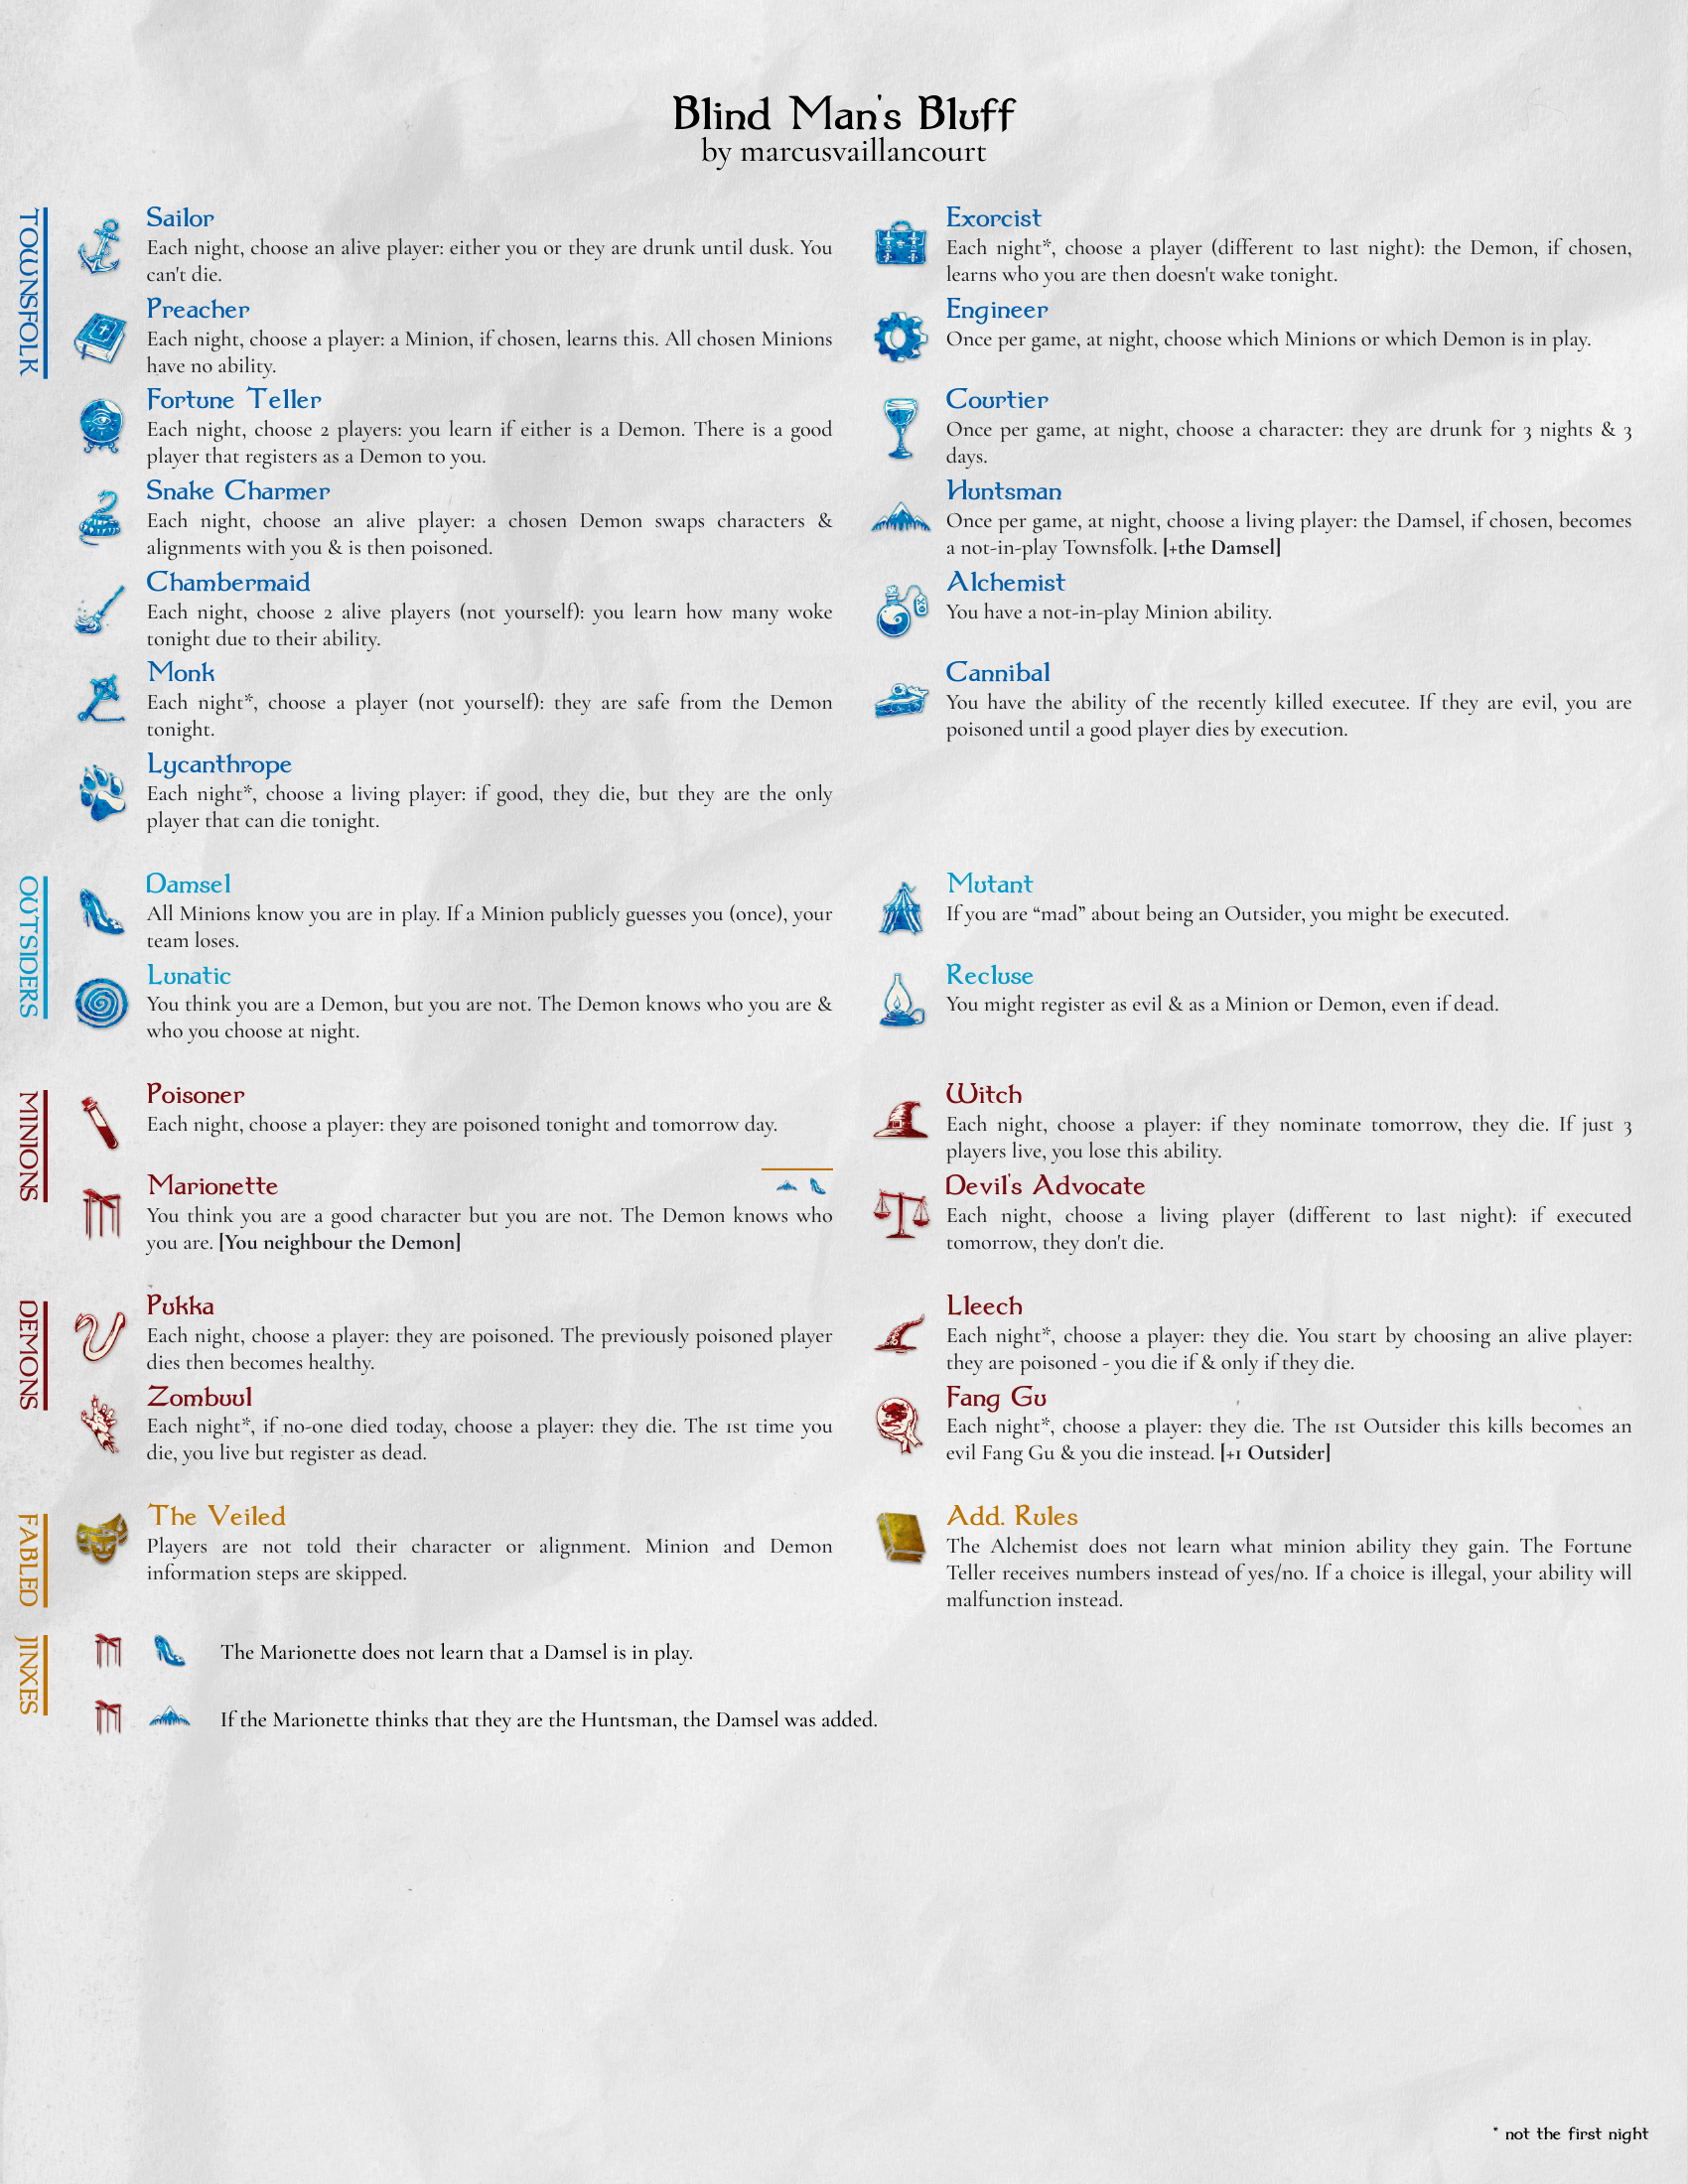 Blind Man's Bluff
by marcusvaillancourt
TOWNSFOLK
Sailor
Each night, choose an alive player: either you or they are drunk until dusk. You
can't die.
Preacher
Each night, choose a player: a Minion, if chosen, learns this. All chosen Minions
have no ability.
Fortune Teller
Each night, choose 2 players: you learn if either is a Demon. There is a good
player that registers as a Demon to you.
Snake Charmer
Each night, choose an alive player: a chosen Demon swaps characters &
alignments with you & is then poisoned.
Chambermaid
Each night, choose 2 alive players (not yourself): you learn how many woke
tonight due to their ability.
Monk
Each night*, choose a player (not yourself): they are safe from the Demon
tonight.
Lycanthrope
Each night*, choose a living player: if good, they die, but they are the only
player that can die tonight.
Exorcist
Each night*, choose a player (different to last night): the Demon, if chosen,
learns who you are then doesn't wake tonight.
Engineer
Once per game, at night, choose which Minions or which Demon is in play.
Courtier
Once per game, at night, choose a character: they are drunk for 3 nights & 3
days.
Huntsman
Once per game, at night, choose a living player: the Damsel, if chosen, becomes
a not-in-play Townsfolk. [+the Damsel]
Alchemist
You have a not-in-play Minion ability.
Cannibal
You have the ability of the recently killed executee. If they are evil, you are
poisoned until a good player dies by execution.
OUTSIDERS
Damsel
All Minions know you are in play. If a Minion publicly guesses you (once), your
team loses.
Lunatic
You think you are a Demon, but you are not. The Demon knows who you are &
who you choose at night.
Mutant
If you are “mad” about being an Outsider, you might be executed.
Recluse
You might register as evil & as a Minion or Demon, even if dead.
MINIONS
Poisoner
Each night, choose a player: they are poisoned tonight and tomorrow day.
Marionette
You think you are a good character but you are not. The Demon knows who
you are. [You neighbour the Demon]
Witch
Each night, choose a player: if they nominate tomorrow, they die. If just 3
players live, you lose this ability.
Devil's Advocate
Each night, choose a living player (different to last night): if executed
tomorrow, they don't die.
DEMONS
Pukka
Each night, choose a player: they are poisoned. The previously poisoned player
dies then becomes healthy.
Zombuul
Each night*, if no-one died today, choose a player: they die. The 1st time you
die, you live but register as dead.
Lleech
Each night*, choose a player: they die. You start by choosing an alive player:
they are poisoned - you die if & only if they die.
Fang Gu
Each night*, choose a player: they die. The 1st Outsider this kills becomes an
evil Fang Gu & you die instead. [+1 Outsider]
FABLED
The Veiled
Players are not told their character or alignment. Minion and Demon
information steps are skipped.
Add. Rules
The Alchemist does not learn what minion ability they gain. The Fortune
Teller receives numbers instead of yes/no. If a choice is illegal, your ability will
malfunction instead.
JINXES
The Marionette does not learn that a Damsel is in play.
If the Marionette thinks that they are the Huntsman, the Damsel was added.
* not the first night